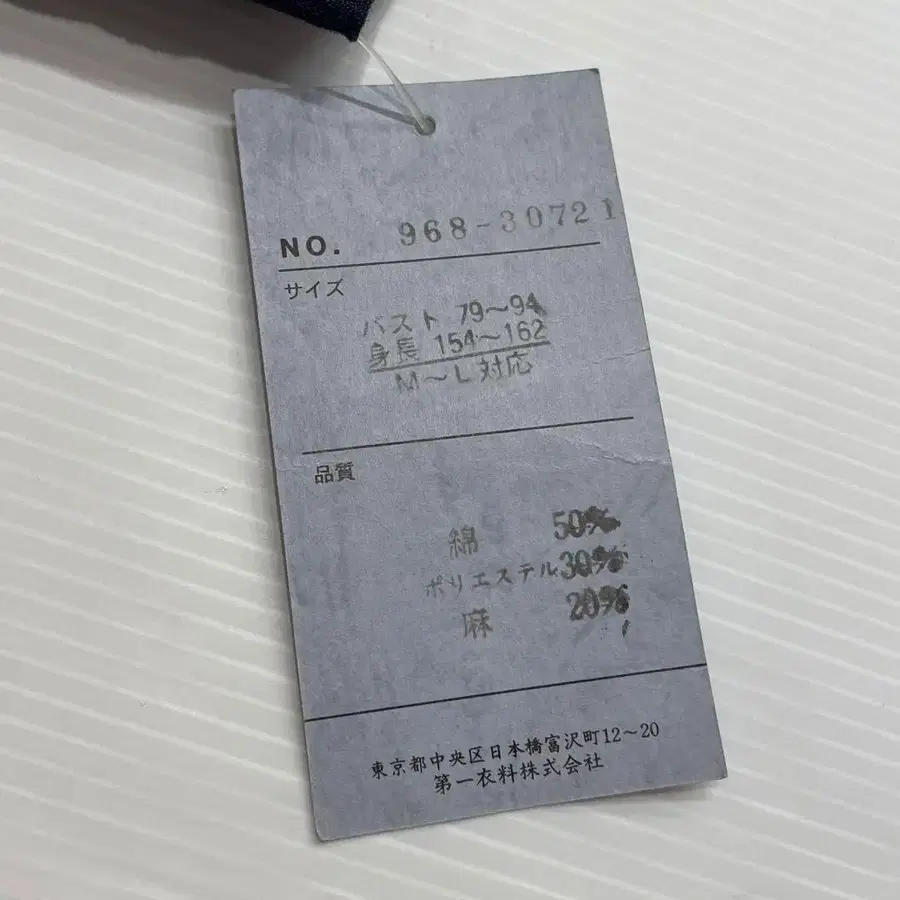 NO. 968-30721
サイズ
バスト 79〜94
身長 154〜162
M〜L対応
品質
綿 50%
ポリエステル 30%
麻 20%
東京都中央区日本橋富沢町12〜20
第一衣料株式会社